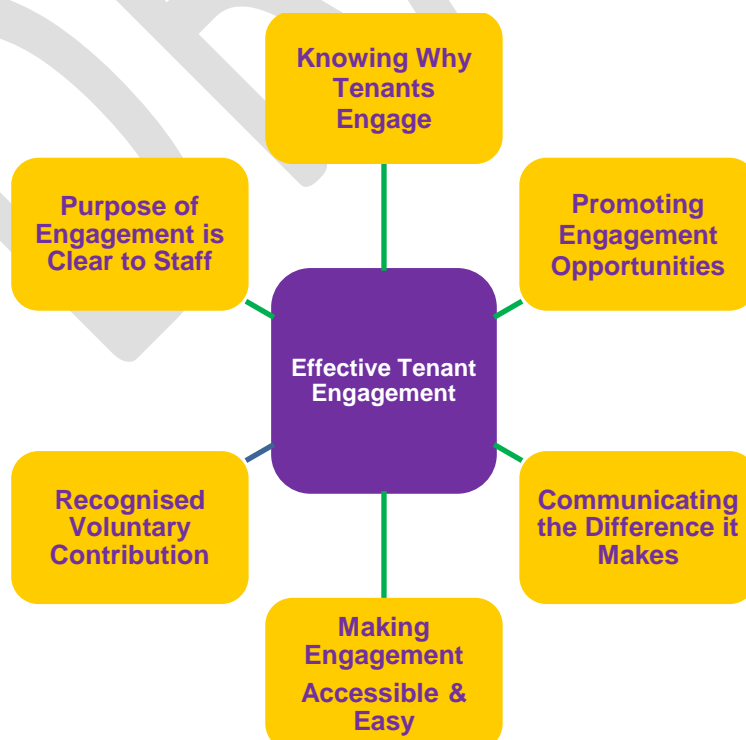 Knowing Why
Tenants
Engage
Purpose of
Engagement is
Clear to Staff
Promoting
Engagement
Opportunities
Effective Tenant
Engagement
Recognised
Voluntary
Contribution
Communicating
the Difference it
Makes
Making
Engagement
Accessible &
Easy